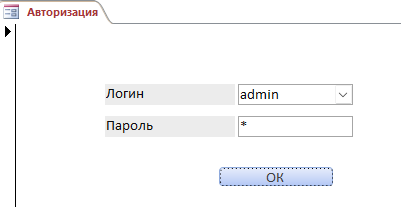 Авторизация
Логин
admin
Пароль
*
ОК